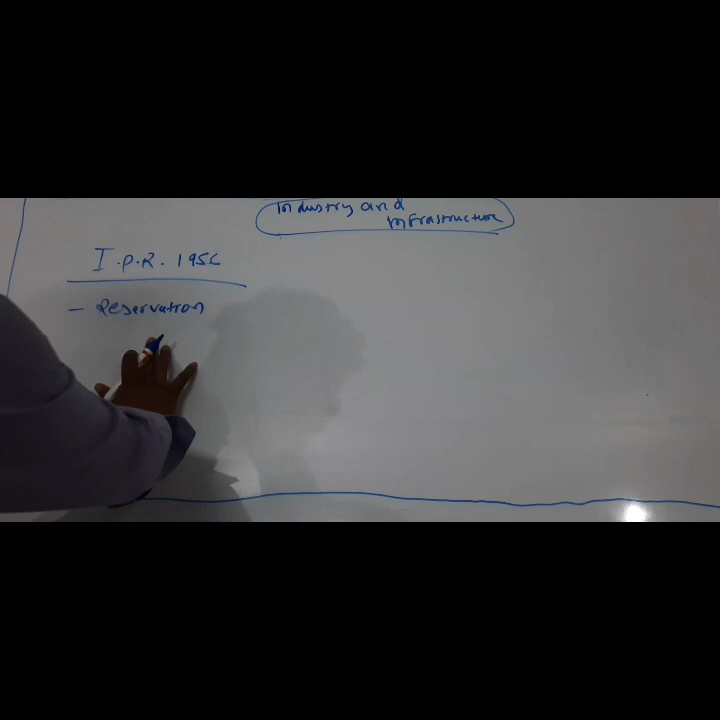 Industry and
Infrastructure
I.P.R. 1956
- Reservation